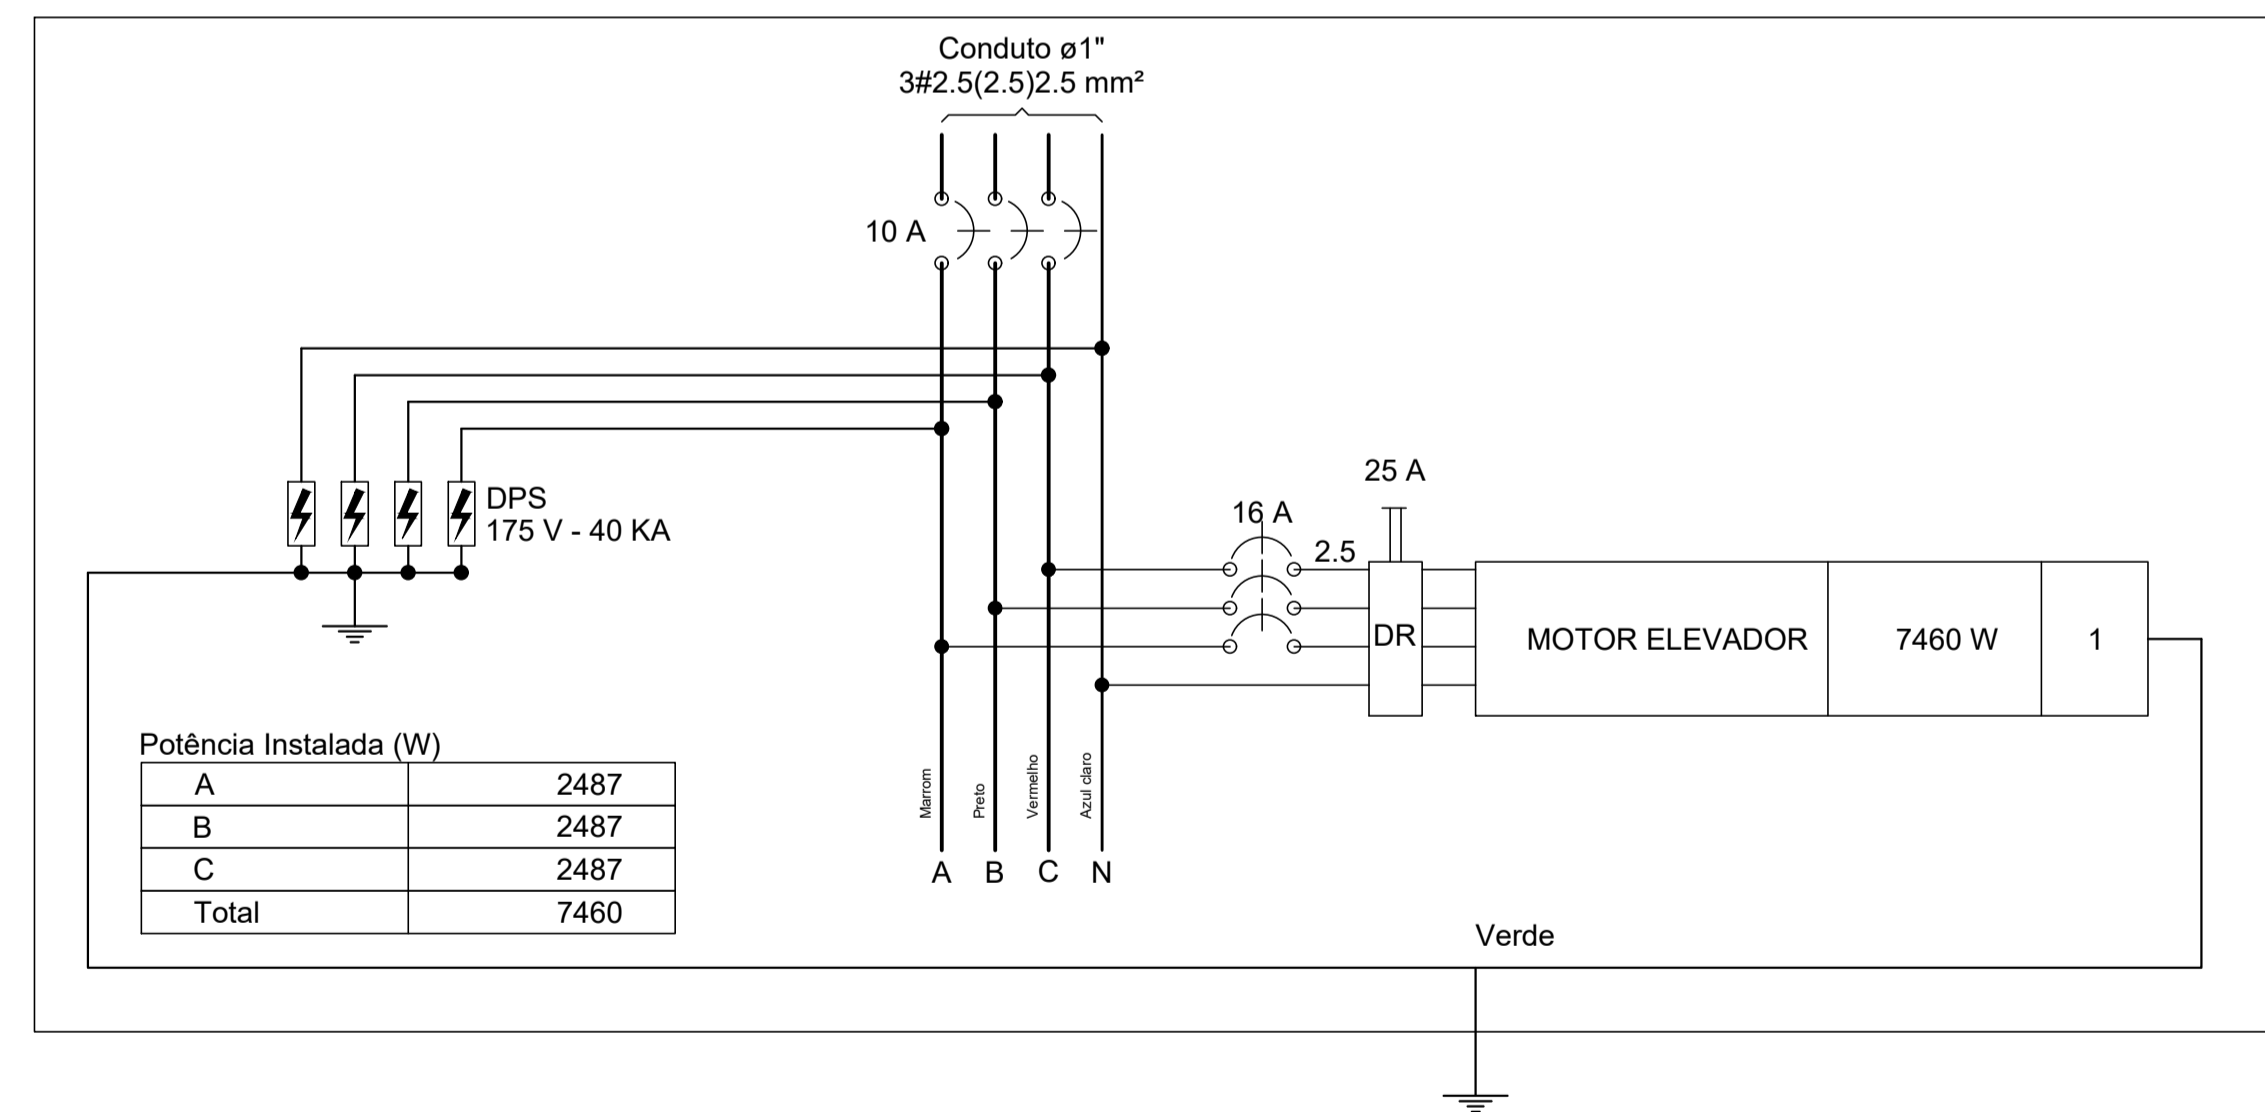 Conduto ø1"
3#2.5(2.5)2.5 mm²
10 A
DPS
175 V - 40 KA
25 A
16 A
2.5
DR
MOTOR ELEVADOR 7460 W 1
Potência Instalada (W)
A 2487
B 2487
C 2487
Total 7460
Marrom
Preto
Vermelho
Azul claro
A B C N
Verde